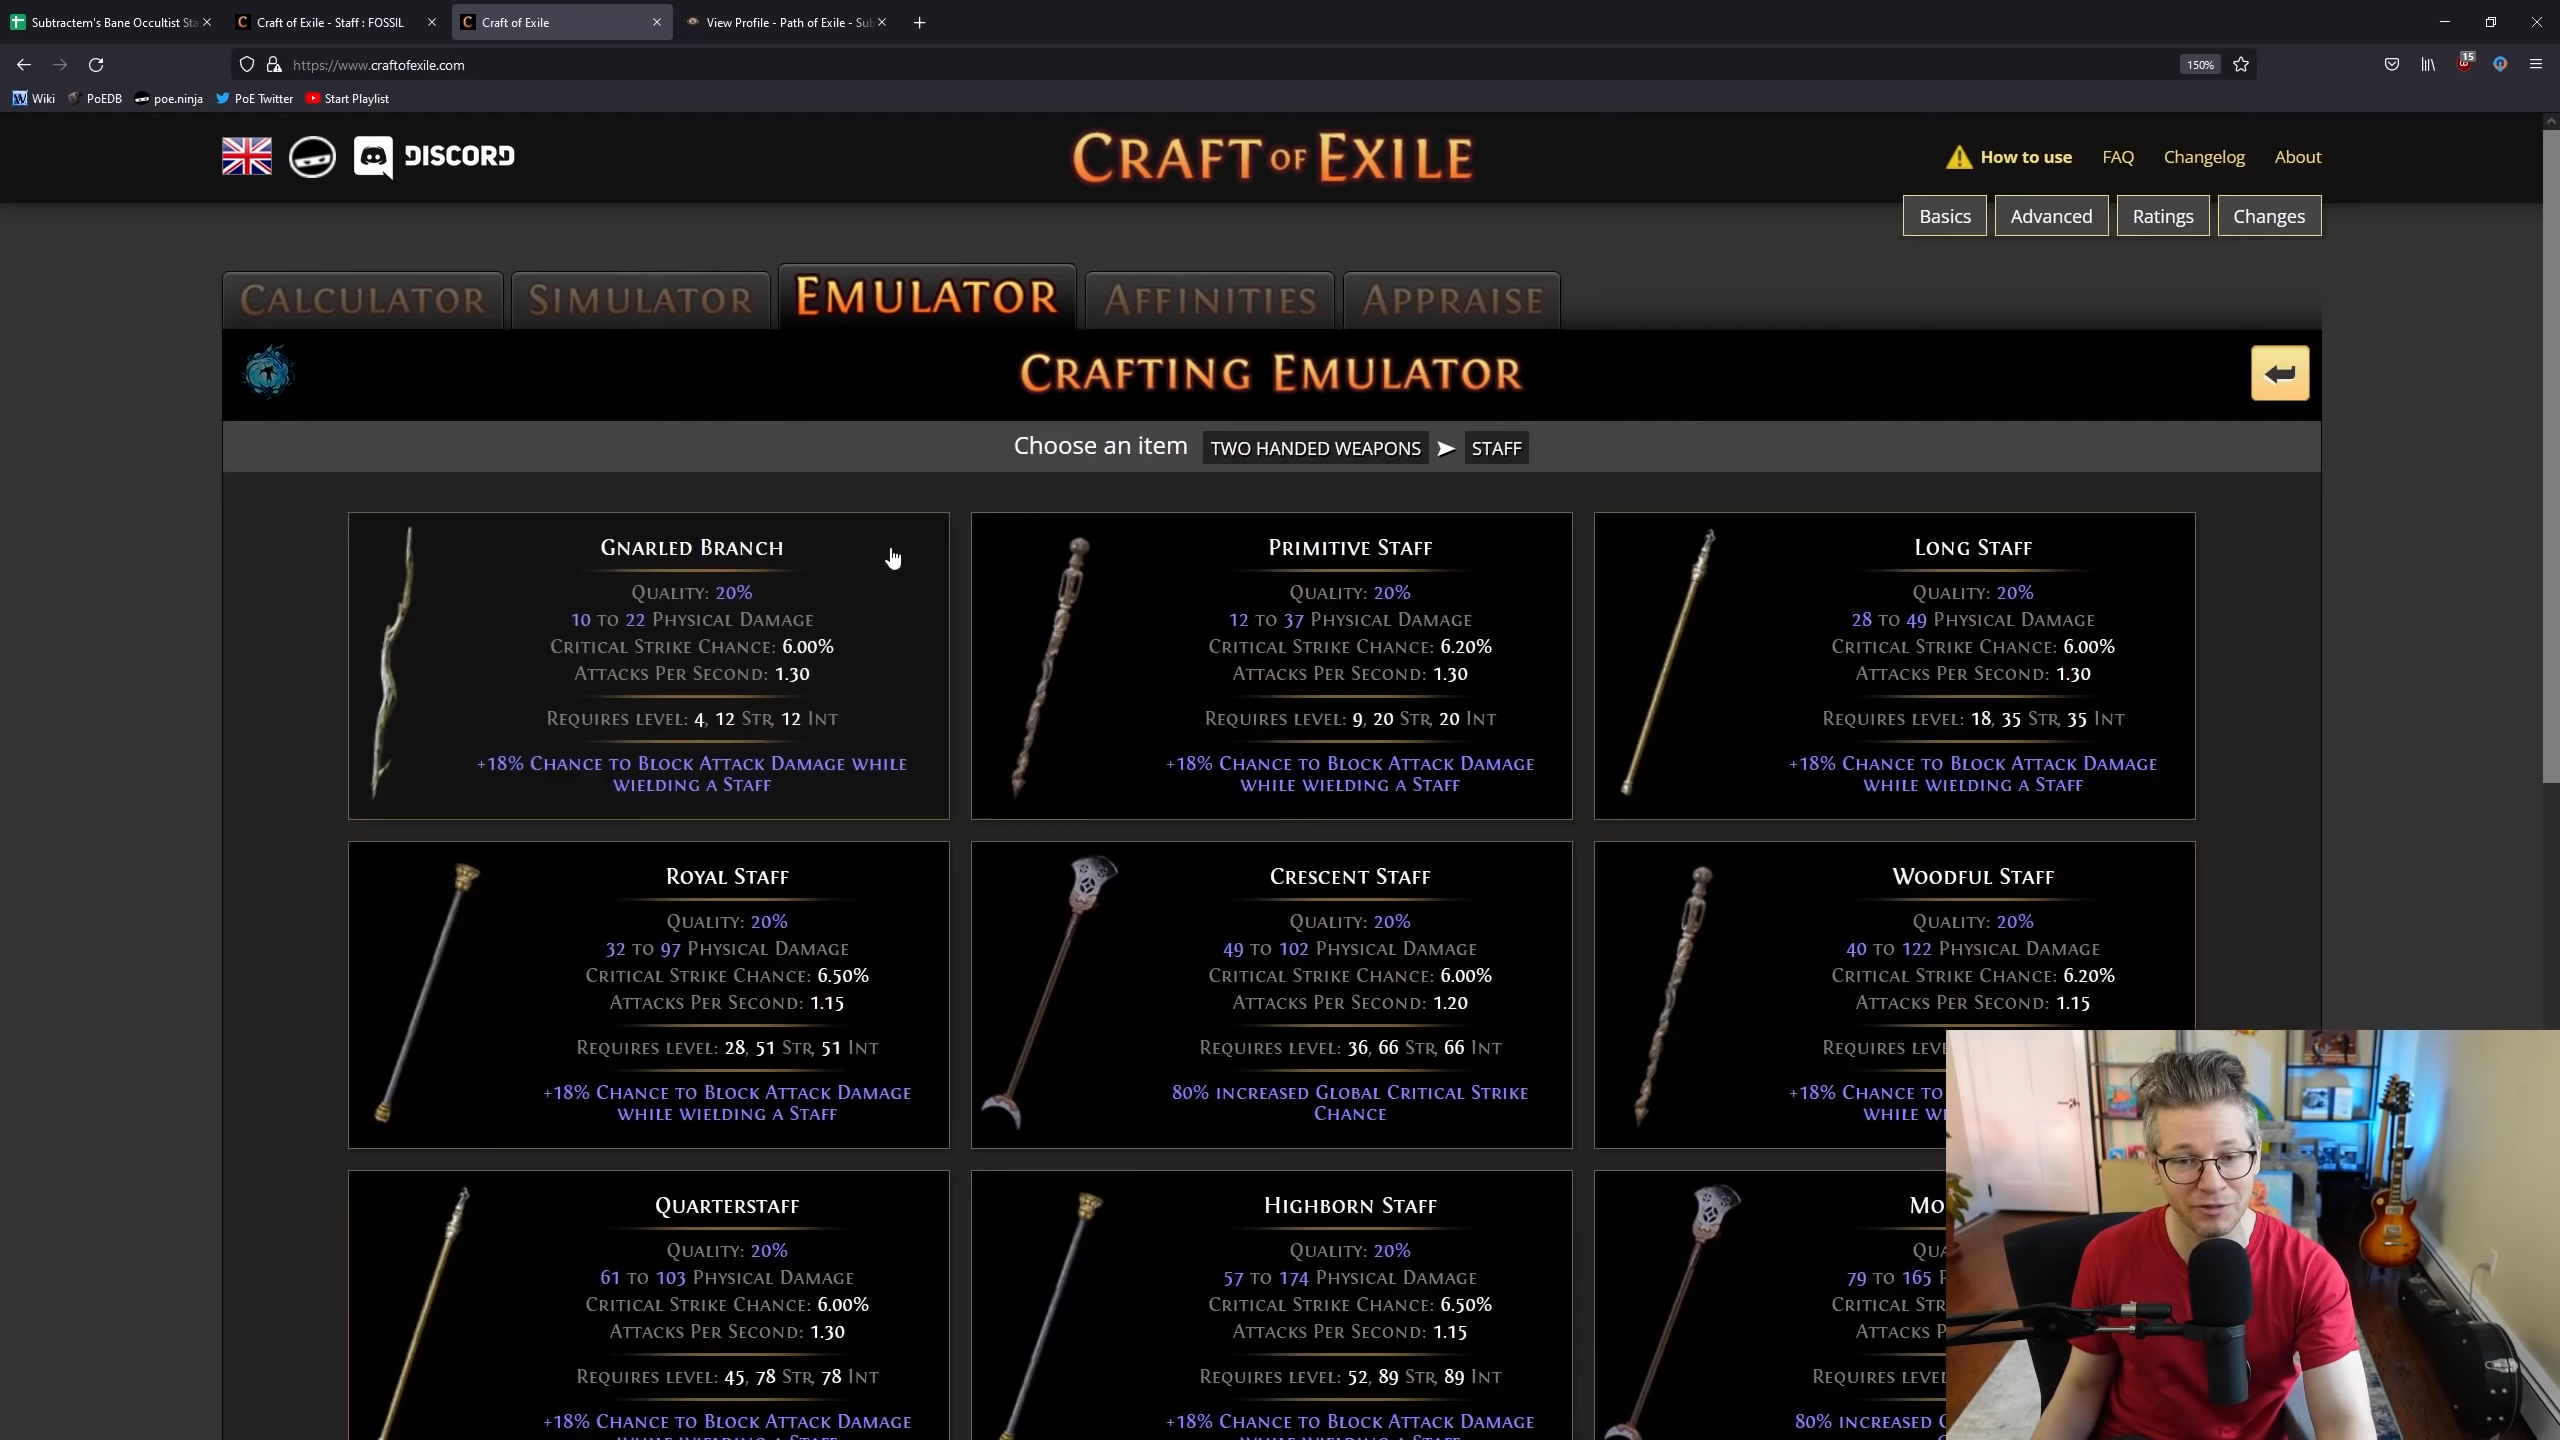 Subtractem's Bane Occultist Sta
Craft of Exile - Staff : FOSSIL
Craft of Exile
View Profile - Path of Exile - Sub
https://www.craftofexile.com
150%
15
Wiki
PoEDB
poe.ninja
PoE Twitter
Start Playlist
DISCORD
CRAFT OF EXILE
How to use
FAQ
Changelog
About
Basics
Advanced
Ratings
Changes
CALCULATOR
SIMULATOR
EMULATOR
AFFINITIES
APPRAISE
CRAFTING EMULATOR
Choose an item TWO HANDED WEAPONS STAFF
GNARLED BRANCH
QUALITY: 20%
10 TO 22 PHYSICAL DAMAGE
CRITICAL STRIKE CHANCE: 6.00%
ATTACKS PER SECOND: 1.30
REQUIRES LEVEL: 4, 12 STR, 12 INT
+18% CHANCE TO BLOCK ATTACK DAMAGE WHILE
WIELDING A STAFF
PRIMITIVE STAFF
QUALITY: 20%
12 TO 37 PHYSICAL DAMAGE
CRITICAL STRIKE CHANCE: 6.20%
ATTACKS PER SECOND: 1.30
REQUIRES LEVEL: 9, 20 STR, 20 INT
+18% CHANCE TO BLOCK ATTACK DAMAGE
WHILE WIELDING A STAFF
LONG STAFF
QUALITY: 20%
28 TO 49 PHYSICAL DAMAGE
CRITICAL STRIKE CHANCE: 6.00%
ATTACKS PER SECOND: 1.30
REQUIRES LEVEL: 18, 35 STR, 35 INT
+18% CHANCE TO BLOCK ATTACK DAMAGE
WHILE WIELDING A STAFF
ROYAL STAFF
QUALITY: 20%
32 TO 97 PHYSICAL DAMAGE
CRITICAL STRIKE CHANCE: 6.50%
ATTACKS PER SECOND: 1.15
REQUIRES LEVEL: 28, 51 STR, 51 INT
+18% CHANCE TO BLOCK ATTACK DAMAGE
WHILE WIELDING A STAFF
CRESCENT STAFF
QUALITY: 20%
49 TO 102 PHYSICAL DAMAGE
CRITICAL STRIKE CHANCE: 6.00%
ATTACKS PER SECOND: 1.20
REQUIRES LEVEL: 36, 66 STR, 66 INT
80% INCREASED GLOBAL CRITICAL STRIKE
CHANCE
WOODFUL STAFF
QUALITY: 20%
40 TO 122 PHYSICAL DAMAGE
CRITICAL STRIKE CHANCE: 6.20%
ATTACKS PER SECOND: 1.15
REQUIRES LEVE
+18% CHANCE TO
WHILE WI
QUARTERSTAFF
QUALITY: 20%
61 TO 103 PHYSICAL DAMAGE
CRITICAL STRIKE CHANCE: 6.00%
ATTACKS PER SECOND: 1.30
REQUIRES LEVEL: 45, 78 STR, 78 INT
+18% CHANCE TO BLOCK ATTACK DAMAGE
WHILE WIELDING A STAFF
HIGHBORN STAFF
QUALITY: 20%
57 TO 174 PHYSICAL DAMAGE
CRITICAL STRIKE CHANCE: 6.50%
ATTACKS PER SECOND: 1.15
REQUIRES LEVEL: 52, 89 STR, 89 INT
+18% CHANCE TO BLOCK ATTACK DAMAGE
WHILE WIELDING A STAFF
MO
QUA
79 TO 165 P
CRITICAL STR
ATTACKS PE
REQUIRES LEVEL
80% INCREASED G